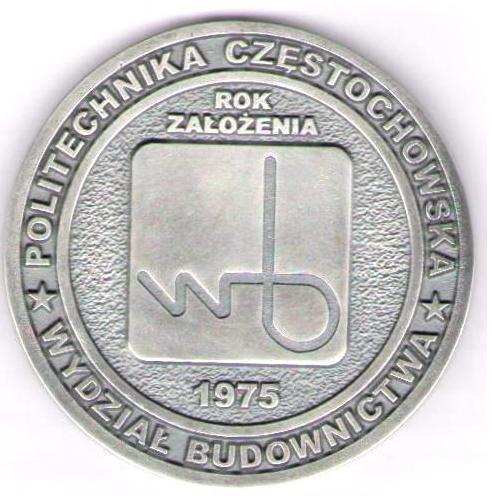 POLITECHNIKA CZĘSTOCHOWSKA
ROK
ZAŁOŻENIA
wb
1975
★ WYDZIAŁ BUDOWNICTWA ★